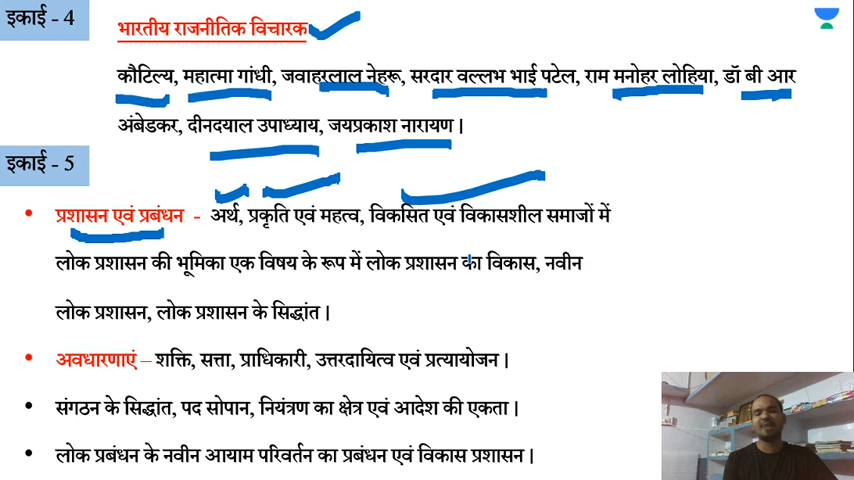 इकाई - 4
भारतीय राजनीतिक विचारक
कौटिल्य, महात्मा गांधी, जवाहरलाल नेहरू, सरदार वल्लभ भाई पटेल, राम मनोहर लोहिया, डॉ बी आर
अंबेडकर, दीनदयाल उपाध्याय, जयप्रकाश नारायण |
इकाई - 5
• प्रशासन एवं प्रबंधन - अर्थ, प्रकृति एवं महत्व, विकसित एवं विकासशील समाजों में
लोक प्रशासन की भूमिका एक विषय के रूप में लोक प्रशासन का विकास, नवीन
लोक प्रशासन, लोक प्रशासन के सिद्धांत |
• अवधारणाएं – शक्ति, सत्ता, प्राधिकारी, उत्तरदायित्व एवं प्रत्यायोजन |
• संगठन के सिद्धांत, पद सोपान, नियंत्रण का क्षेत्र एवं आदेश की एकता |
• लोक प्रबंधन के नवीन आयाम परिवर्तन का प्रबंधन एवं विकास प्रशासन |